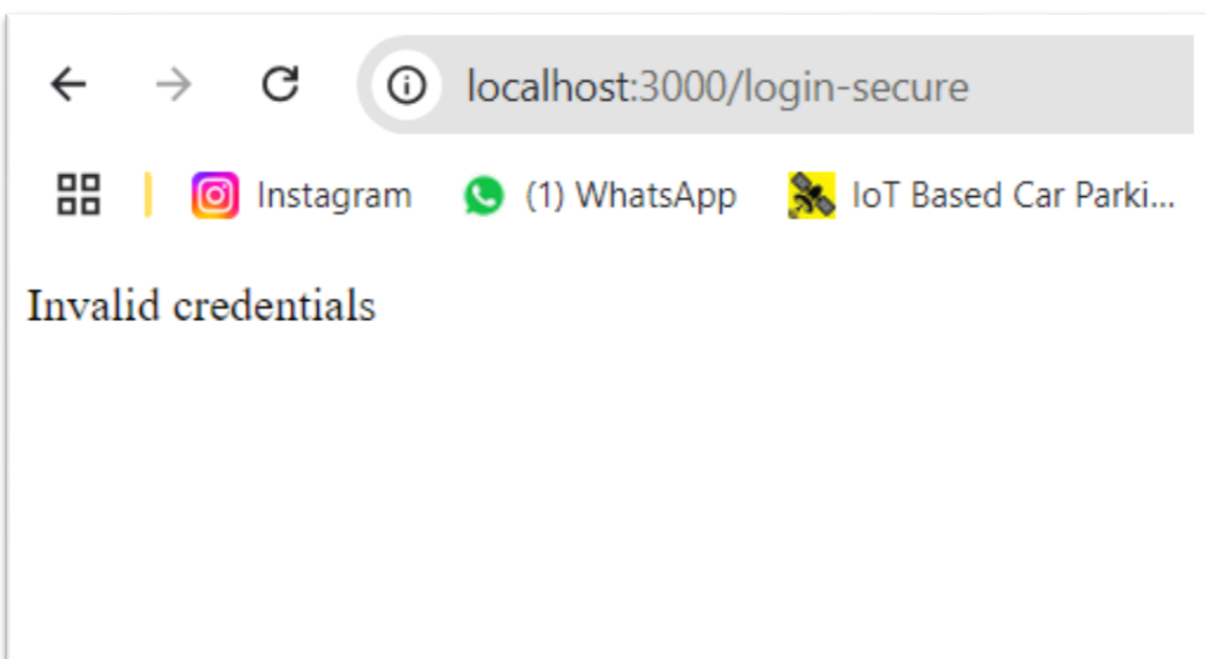 localhost:3000/login-secure
Instagram (1) WhatsApp IoT Based Car Parki...
Invalid credentials